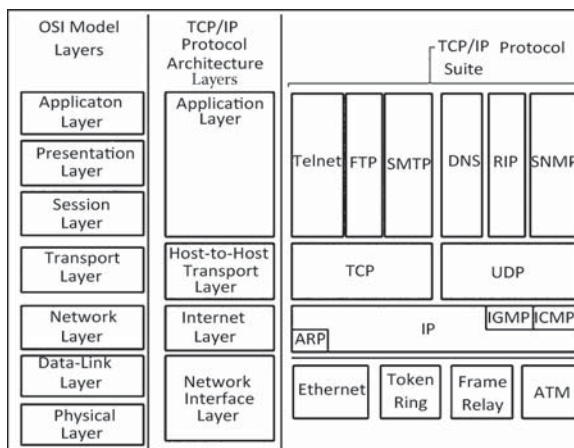 OSI Model
Layers
TCP/IP
Protocol
Architecture
Layers
TCP/IP Protocol
Suite
Applicaton
Layer
Presentation
Layer
Session
Layer
Transport
Layer
Network
Layer
Data-Link
Layer
Physical
Layer
Application
Layer
Host-to-Host
Transport
Layer
Internet
Layer
Network
Interface
Layer
Telnet
FTP
SMTP
DNS
RIP
SNMP
TCP
UDP
ARP
IP
IGMP
ICMP
Ethernet
Token
Ring
Frame
Relay
ATM